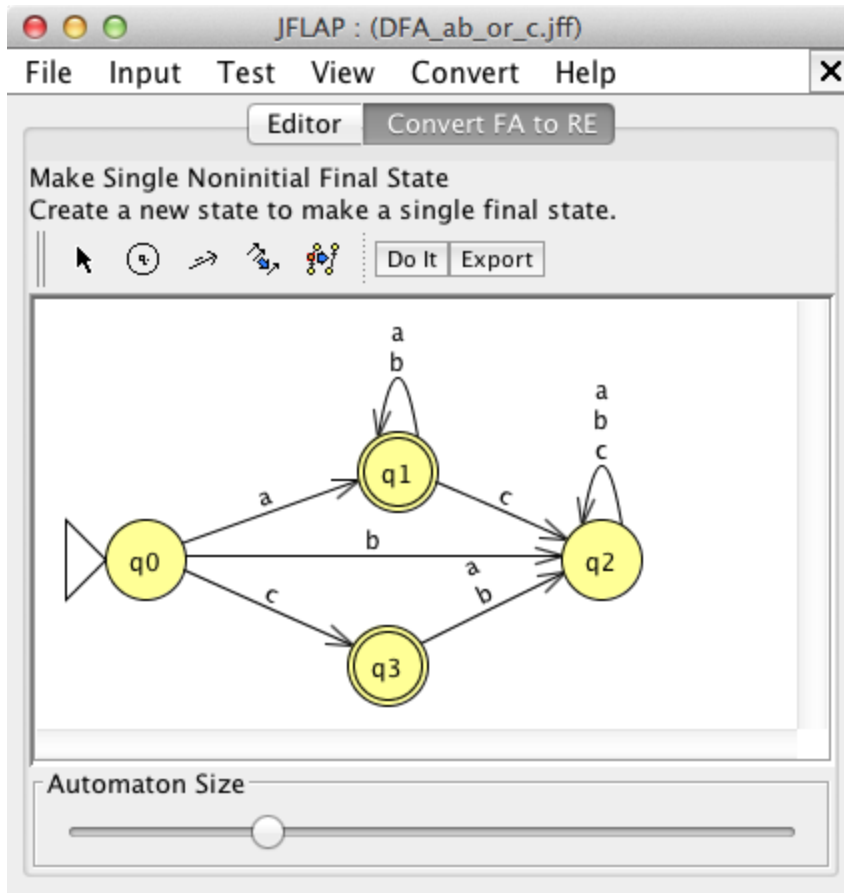 JFLAP : (DFA_ab_or_c.jff)
File Input Test View Convert Help
Editor Convert FA to RE
Make Single Noninitial Final State
Create a new state to make a single final state.
q Do It Export
a
b
a
b
c
q1
a
c
b
q0
q2
a
b
c
q3
Automaton Size